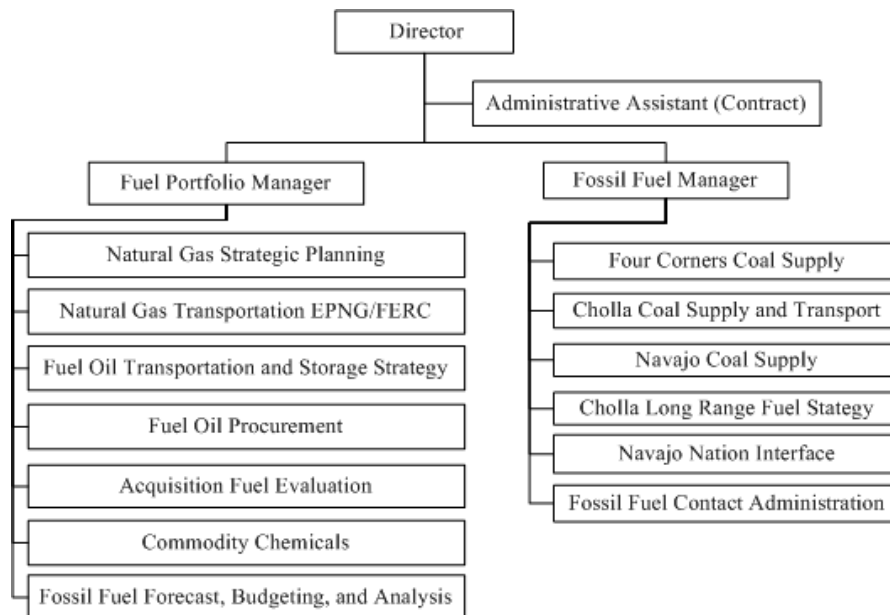 Director
Administrative Assistant (Contract)
Fuel Portfolio Manager
Fossil Fuel Manager
Natural Gas Strategic Planning
Natural Gas Transportation EPNG/FERC
Fuel Oil Transportation and Storage Strategy
Fuel Oil Procurement
Acquisition Fuel Evaluation
Commodity Chemicals
Fossil Fuel Forecast, Budgeting, and Analysis
Four Corners Coal Supply
Cholla Coal Supply and Transport
Navajo Coal Supply
Cholla Long Range Fuel Stategy
Navajo Nation Interface
Fossil Fuel Contact Administration